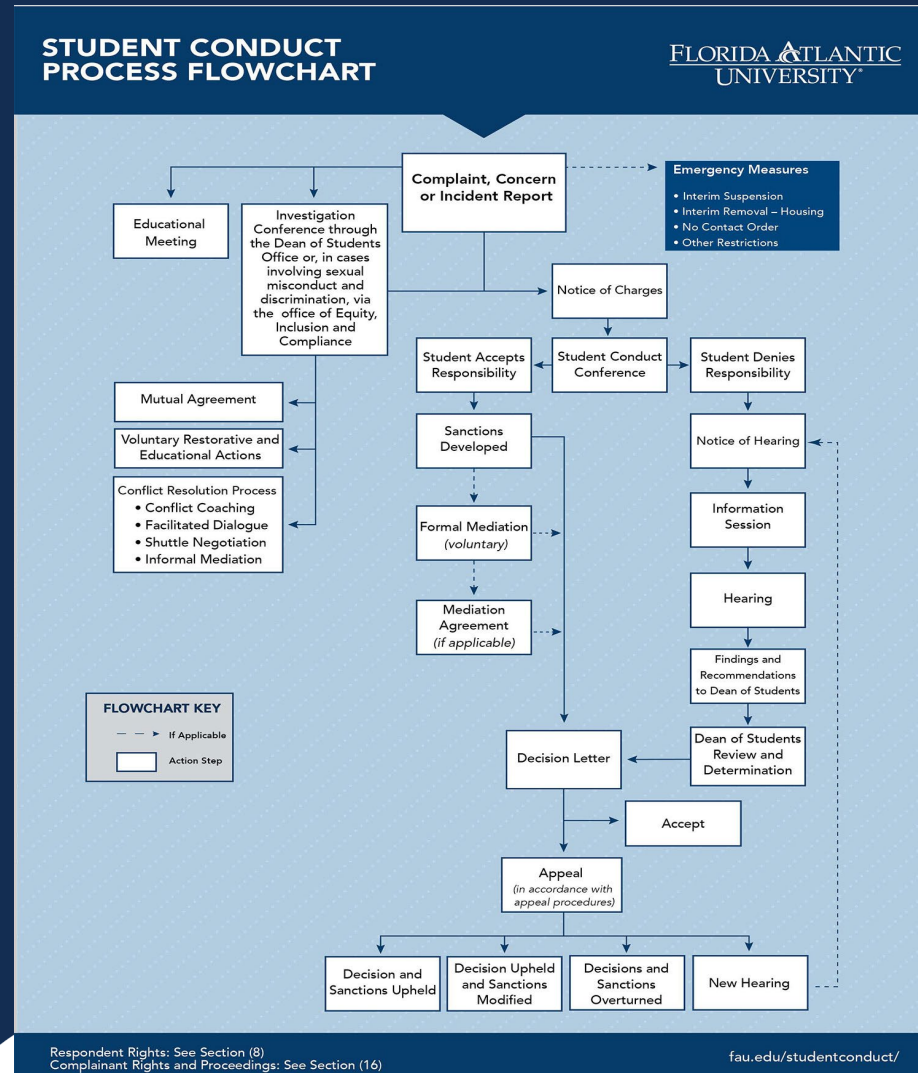 STUDENT CONDUCT
PROCESS FLOWCHART
FLORIDA ATLANTIC
UNIVERSITY®
Complaint, Concern
or Incident Report
Emergency Measures
• Interim Suspension
• Interim Removal – Housing
• No Contact Order
• Other Restrictions
Educational
Meeting
Investigation
Conference through
the Dean of Students
Office or, in cases
involving sexual
misconduct and
discrimination, via
the office of Equity,
Inclusion and
Compliance
Notice of Charges
Student Accepts
Responsibility
Student Conduct
Conference
Student Denies
Responsibility
Mutual Agreement
Voluntary Restorative and
Educational Actions
Conflict Resolution Process
• Conflict Coaching
• Facilitated Dialogue
• Shuttle Negotiation
• Informal Mediation
Sanctions
Developed
Notice of Hearing
Formal Mediation
(voluntary)
Information
Session
Mediation
Agreement
(if applicable)
Hearing
Findings and
Recommendations
to Dean of Students
FLOWCHART KEY
If Applicable
Action Step
Decision Letter
Dean of Students
Review and
Determination
Accept
Appeal
(in accordance with
appeal procedures)
Decision and
Sanctions Upheld
Decision Upheld
and Sanctions
Modified
Decisions and
Sanctions
Overturned
New Hearing
Respondent Rights: See Section (8)
Complainant Rights and Proceedings: See Section (16)
fau.edu/studentconduct/